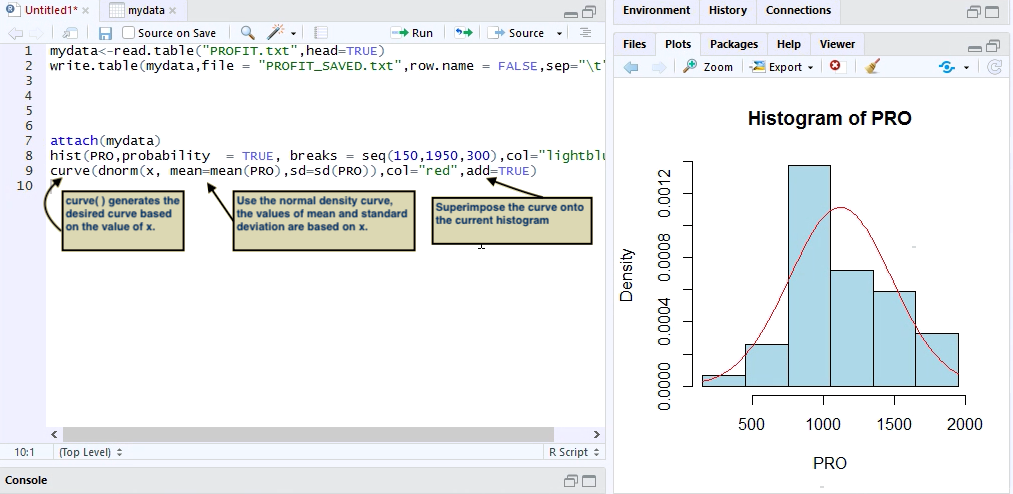 Untitled1* mydata
Source on Save Run Source
1 mydata<-read.table("PROFIT.txt",head=TRUE)
2 write.table(mydata,file = "PROFIT_SAVED.txt",row.name = FALSE,sep="\t"
3
4
5
6
7 attach(mydata)
8 hist(PRO,probability = TRUE, breaks = seq(150,1950,300),col="lightblu
9 curve(dnorm(x, mean=mean(PRO),sd=sd(PRO)),col="red",add=TRUE)
10
curve( ) generates the
desired curve based
on the value of x.
Use the normal density curve,
the values of mean and standard
deviation are based on x.
Superimpose the curve onto
the current histogram
10:1 (Top Level) R Script
Console
Environment History Connections
Files Plots Packages Help Viewer
Zoom Export
Histogram of PRO
Density
0.0012
0.0008
0.0004
0.0000
500 1000 1500 2000
PRO